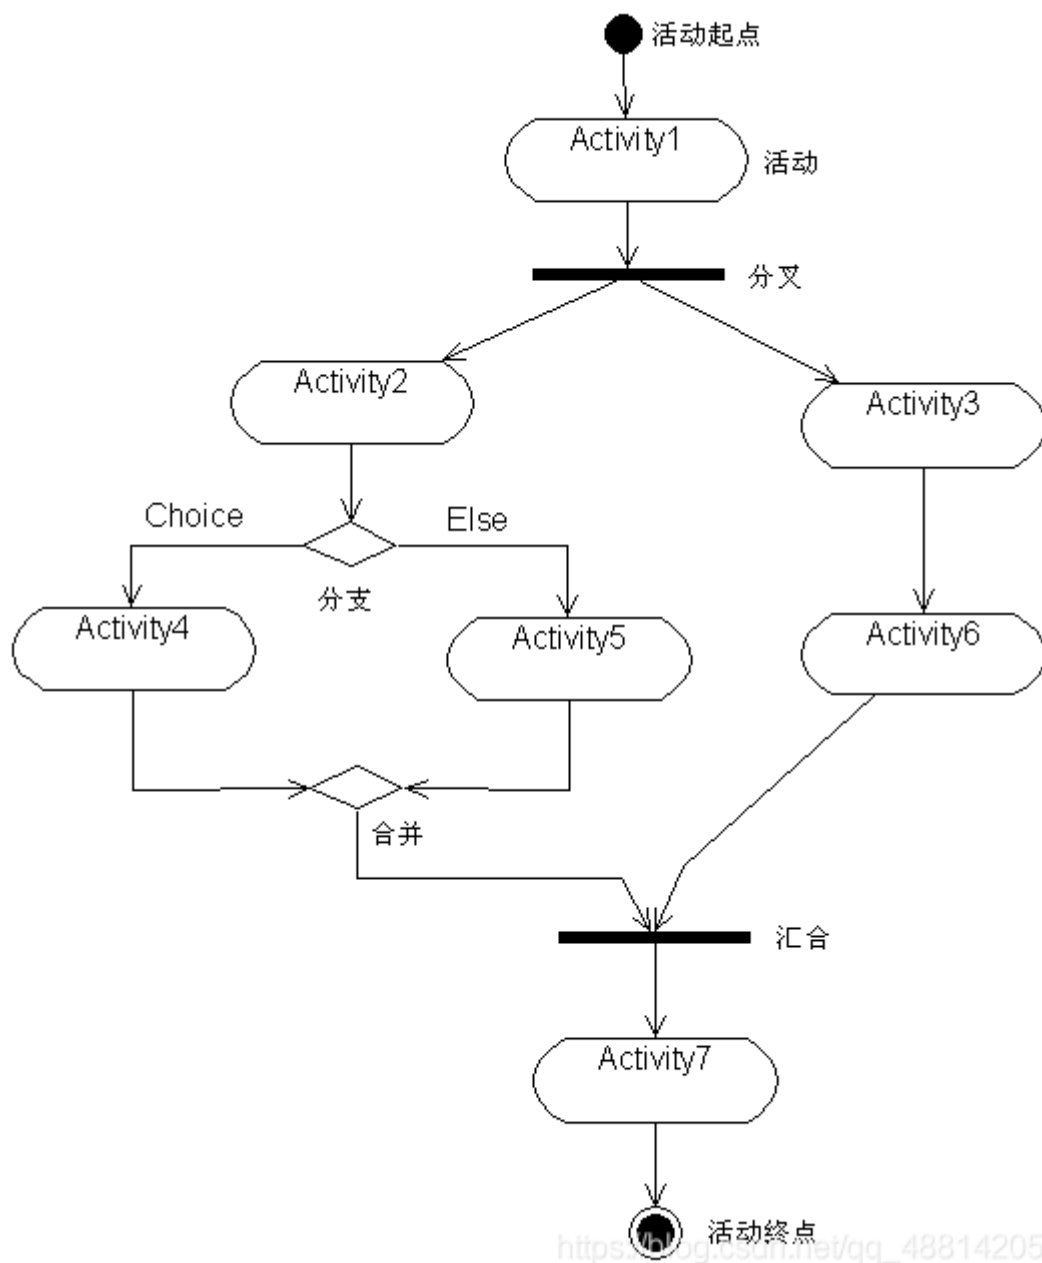 活动起点
Activity1
活动
分叉
Activity2
Activity3
Choice
Else
分支
Activity4
Activity5
Activity6
合并
汇合
Activity7
活动终点
https://blog.csdn.net/qq_48814205